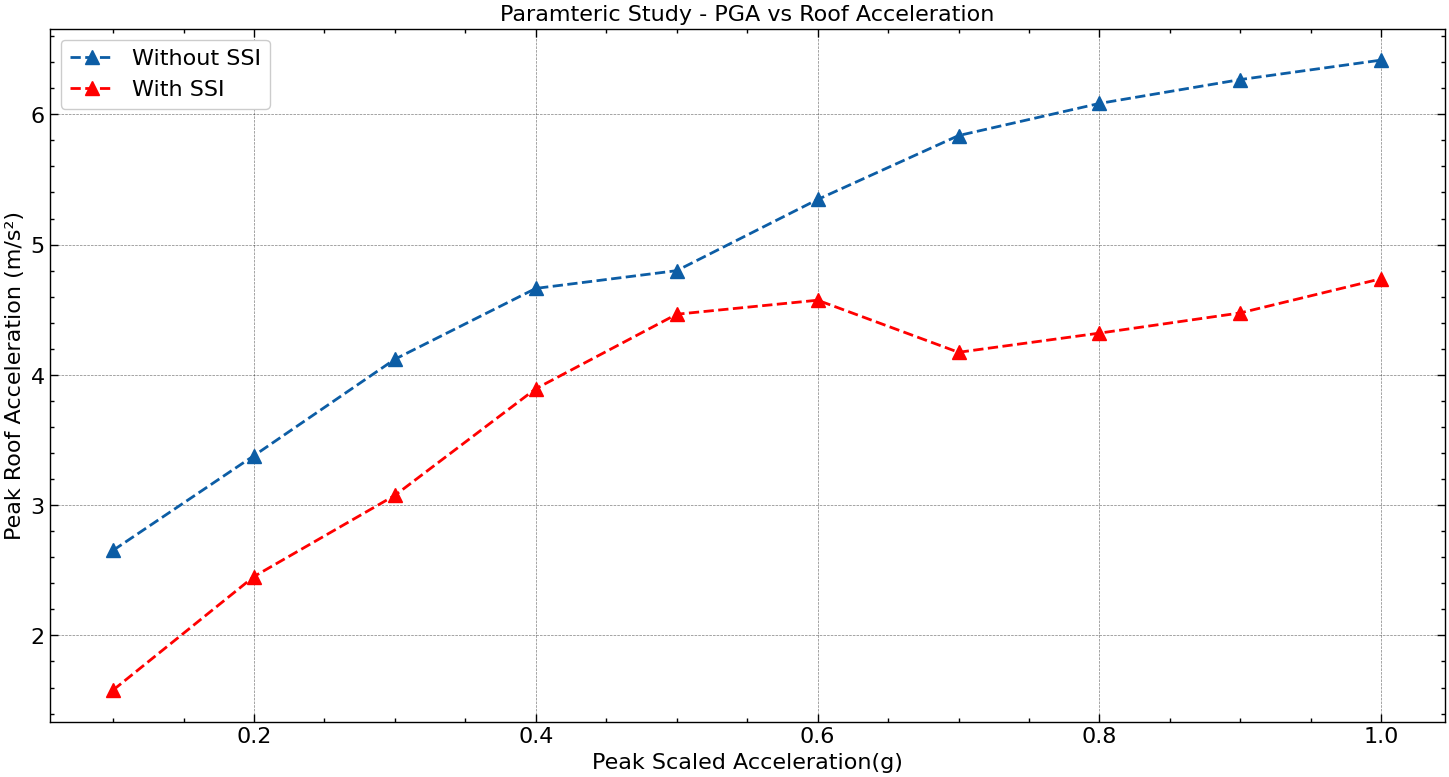 Paramteric Study - PGA vs Roof Acceleration
Without SSI
With SSI
Peak Roof Acceleration (m/s²)
6
5
4
3
2
0.2
0.4
0.6
0.8
1.0
Peak Scaled Acceleration(g)